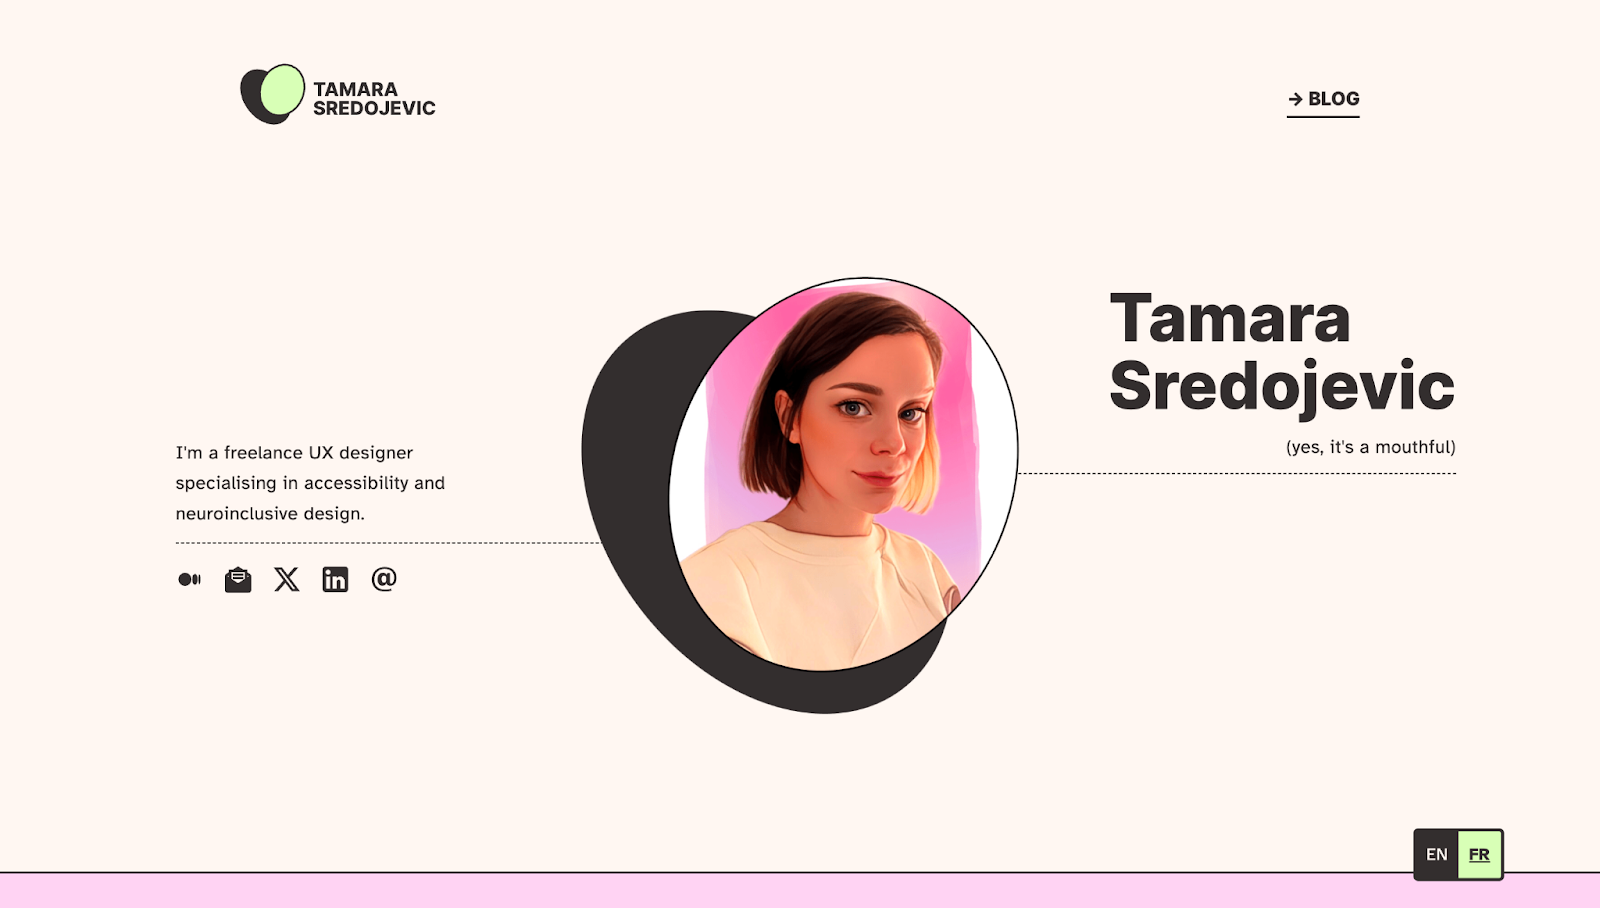 TAMARA
SREDOJEVIC
→ BLOG
Tamara
Sredojevic
(yes, it's a mouthful)
I'm a freelance UX designer
specialising in accessibility and
neuroinclusive design.
EN FR